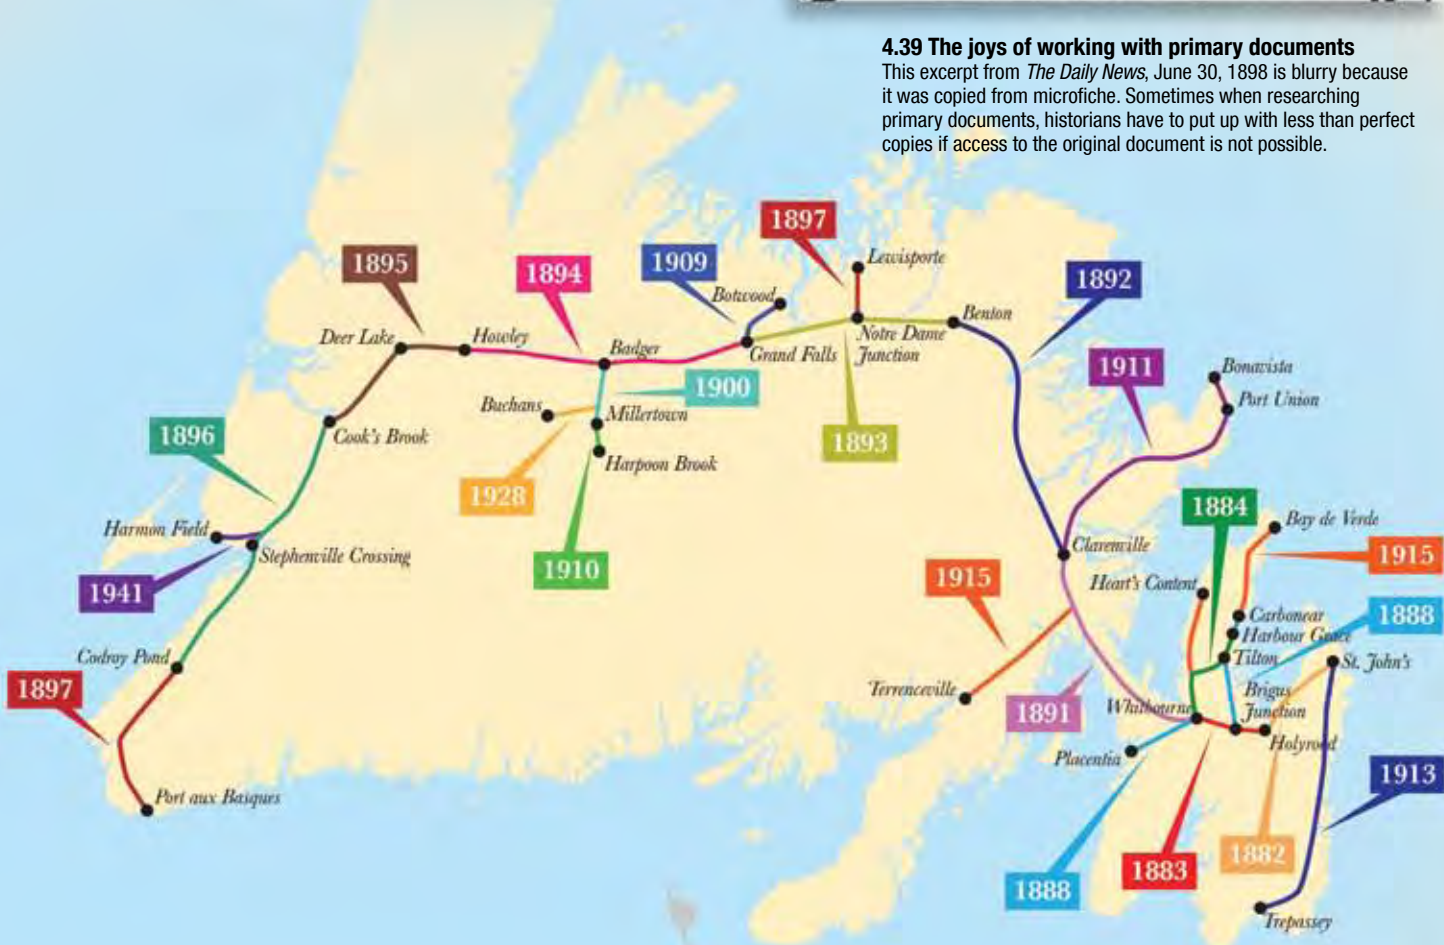 4.39 The joys of working with primary documents
This excerpt from The Daily News, June 30, 1898 is blurry because
it was copied from microfiche. Sometimes when researching
primary documents, historians have to put up with less than perfect
copies if access to the original document is not possible.
1897
Lewisporte
1895
1894
1909
1892
Botwood
Benton
Deer Lake
Howley
Badger
Grand Falls
Notre Dame
Junction
1911
Bonavista
1900
Port Union
Buchans
Millertown
1896
Cook's Brook
1893
Harpoon Brook
1928
1884
Bay de Verde
Harmon Field
Stephenville Crossing
Clarenville
1915
1910
1915
Heart's Content
1941
Carbonear
1888
Harbour Grace
Codroy Pond
Tilton
St. John's
1897
Terrenceville
Brigus
Junction
1891
Whitbourne
Holyrood
Placentia
1913
Port aux Basques
1882
1883
1888
Trepassey